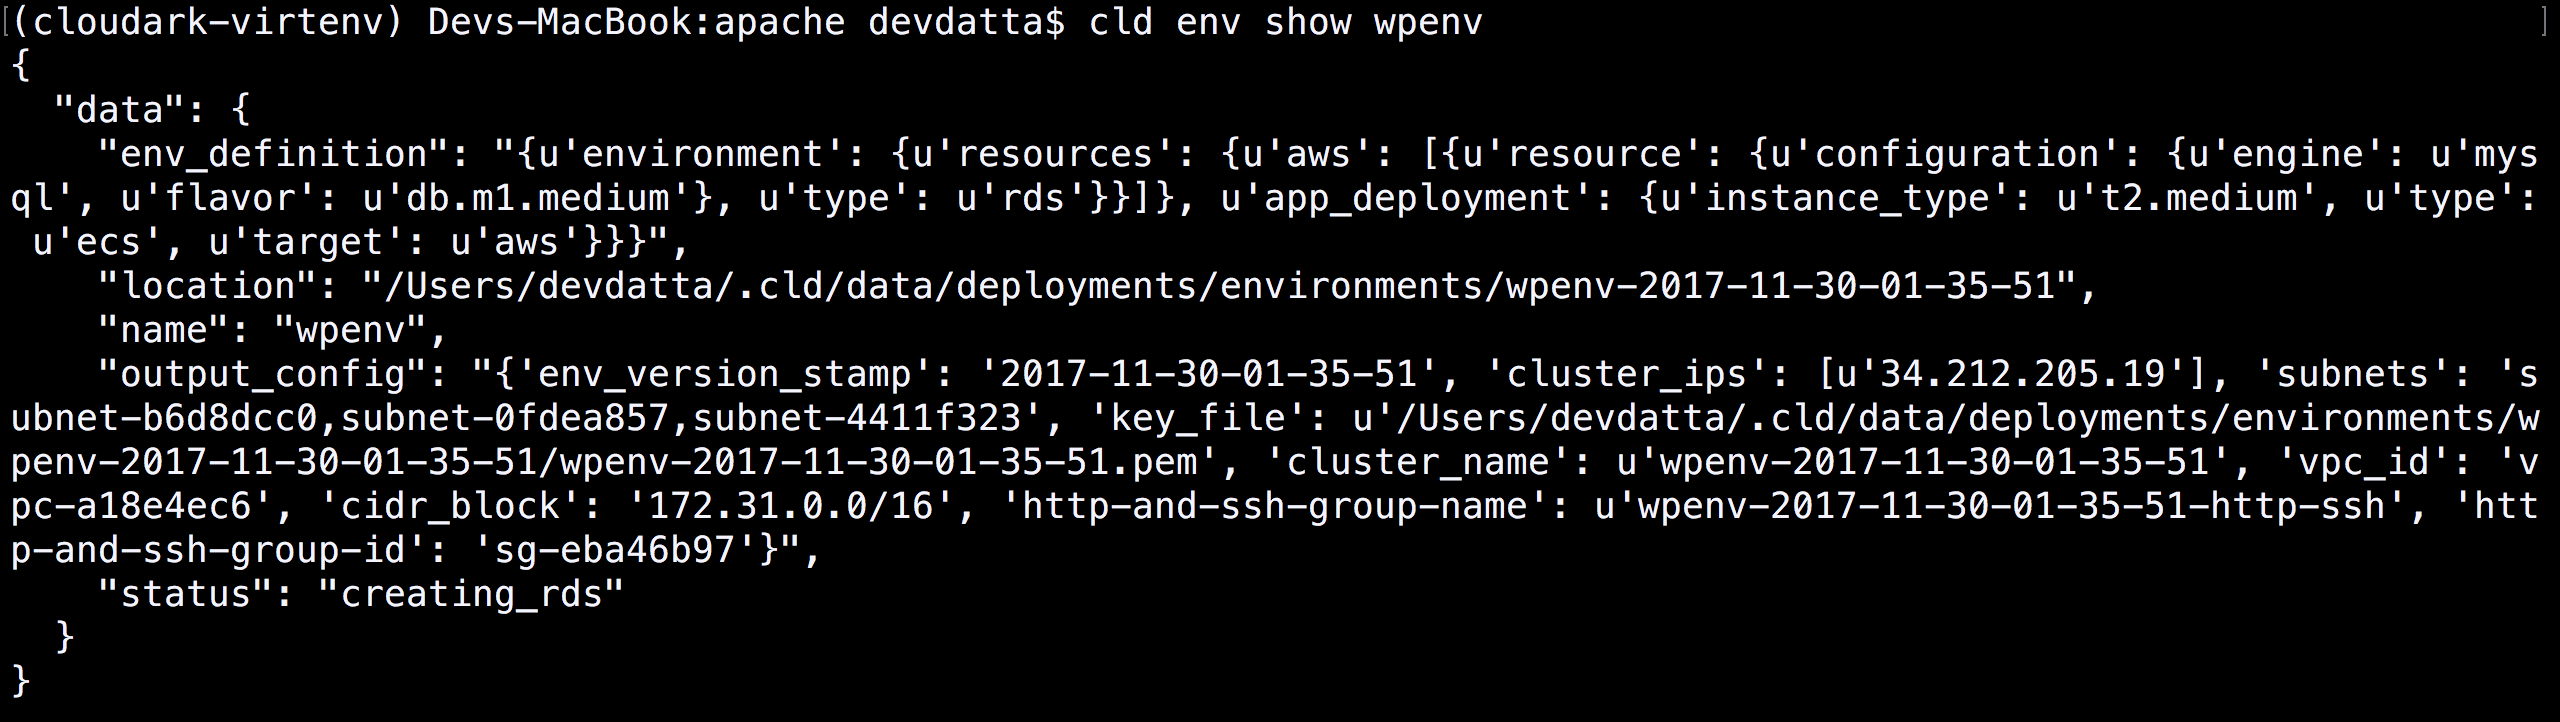 [(cloudark-virtenv) Devs-MacBook:apache devdatta$ cld env show wpenv ]
{
  "data": {
    "env_definition": "{u'environment': {u'resources': {u'aws': [{u'resource': {u'configuration': {u'engine': u'mys
ql', u'flavor': u'db.m1.medium'}, u'type': u'rds'}}]}, u'app_deployment': {u'instance_type': u't2.medium', u'type':
 u'ecs', u'target': u'aws'}}}",
    "location": "/Users/devdatta/.cld/data/deployments/environments/wpenv-2017-11-30-01-35-51",
    "name": "wpenv",
    "output_config": "{'env_version_stamp': '2017-11-30-01-35-51', 'cluster_ips': [u'34.212.205.19'], 'subnets': 's
ubnet-b6d8dcc0,subnet-0fdea857,subnet-4411f323', 'key_file': u'/Users/devdatta/.cld/data/deployments/environments/w
penv-2017-11-30-01-35-51/wpenv-2017-11-30-01-35-51.pem', 'cluster_name': u'wpenv-2017-11-30-01-35-51', 'vpc_id': 'v
pc-a18e4ec6', 'cidr_block': '172.31.0.0/16', 'http-and-ssh-group-name': u'wpenv-2017-11-30-01-35-51-http-ssh', 'htt
p-and-ssh-group-id': 'sg-eba46b97'}",
    "status": "creating_rds"
  }
}